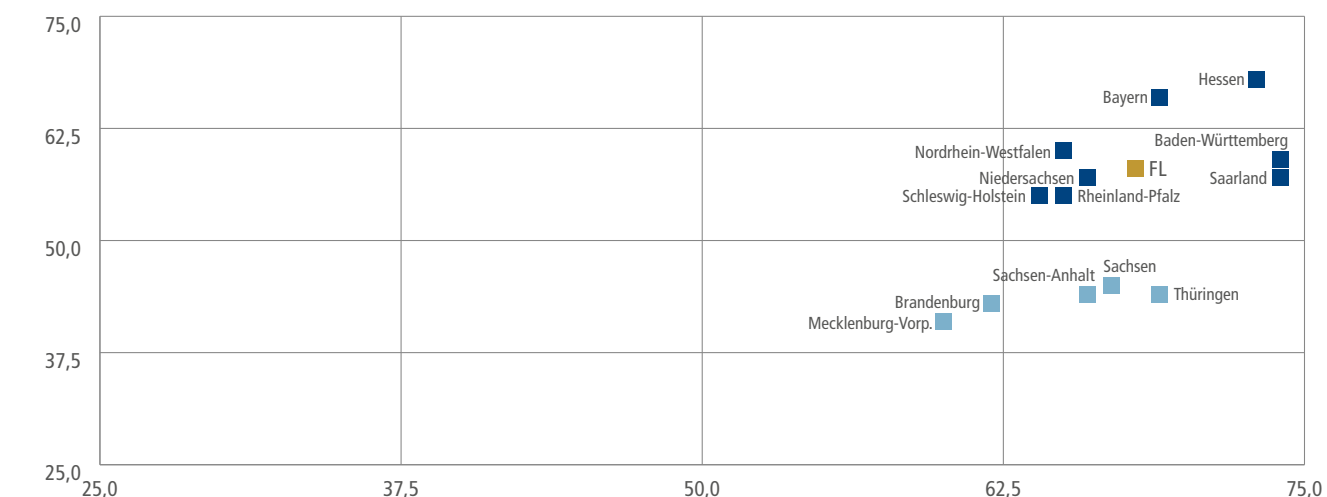 75,0
Hessen
Bayern
62,5
Baden-Württemberg
Nordrhein-Westfalen
FL
Niedersachsen
Saarland
Schleswig-Holstein
Rheinland-Pfalz
50,0
Sachsen
Sachsen-Anhalt
Thüringen
Brandenburg
Mecklenburg-Vorp.
37,5
25,0
25,0 37,5 50,0 62,5 75,0